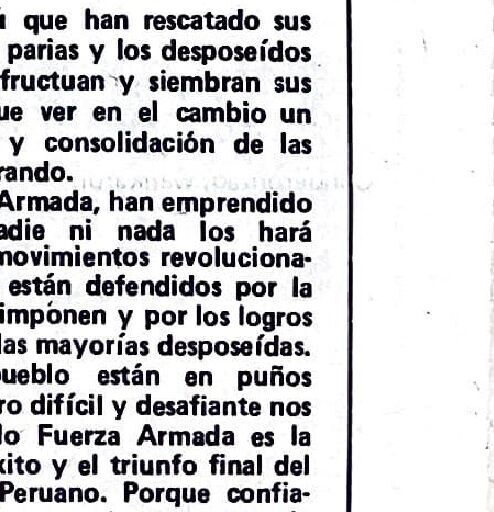 que han rescatado sus
parias y los desposeídos
fructuan y siembran sus
ue ver en el cambio un
y consolidación de las
rando.
Armada, han emprendido
adie ni nada los hará
movimientos revoluciona-
están defendidos por la
impónen y por los logros
las mayorías desposeídas.
ueblo están en puños
ro difícil y desafiante nos
lo Fuerza Armada es la
xito y el triunfo final del
Peruano. Porque confia-